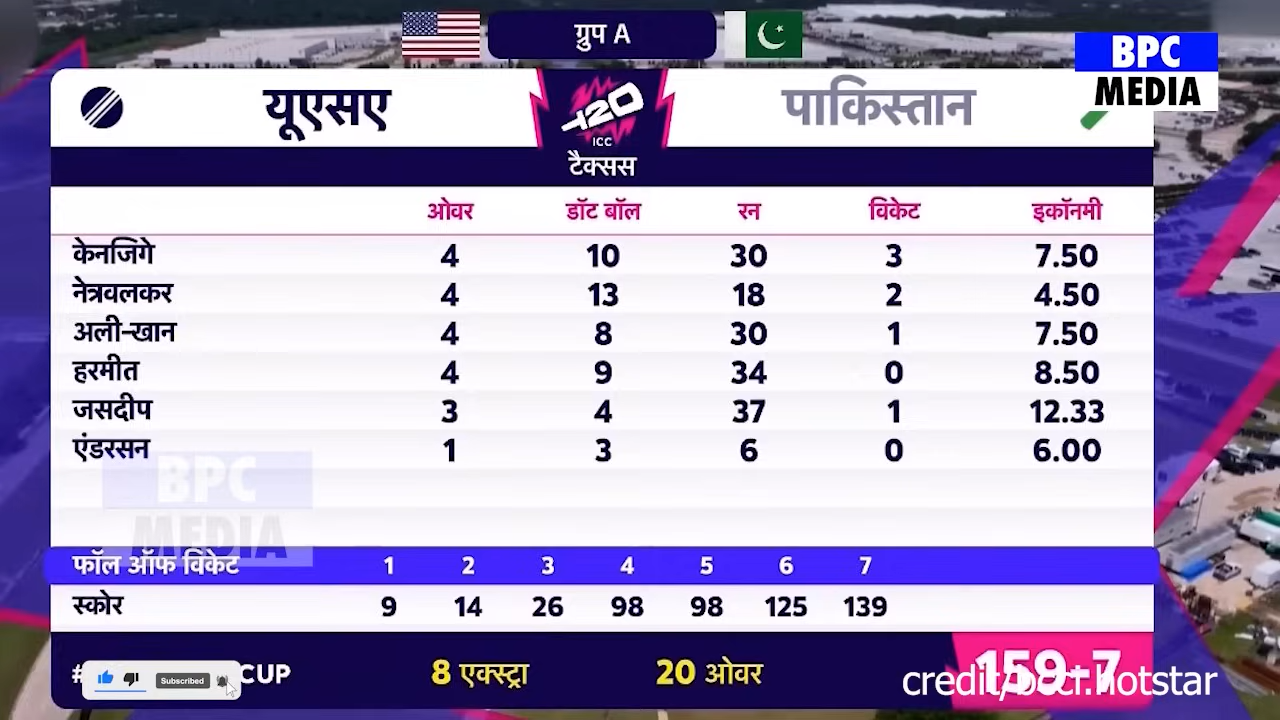 ग्रुप A
BPC
MEDIA
यूएसए
पाकिस्तान
T20
ICC
टैक्सस
ओवर डॉट बॉल रन विकेट इकॉनमी
केनजिगे 4 10 30 3 7.50
नेत्रवलकर 4 13 18 2 4.50
अली-खान 4 8 30 1 7.50
हरमीत 4 9 34 0 8.50
जसदीप 3 4 37 1 12.33
एंडरसन 1 3 6 0 6.00
BPC
MEDIA
फॉल ऑफ विकेट 1 2 3 4 5 6 7
स्कोर 9 14 26 98 98 125 139
# CUP 8 एक्स्ट्रा 20 ओवर 159-7
Subscribed
credit/bcci.hotstar